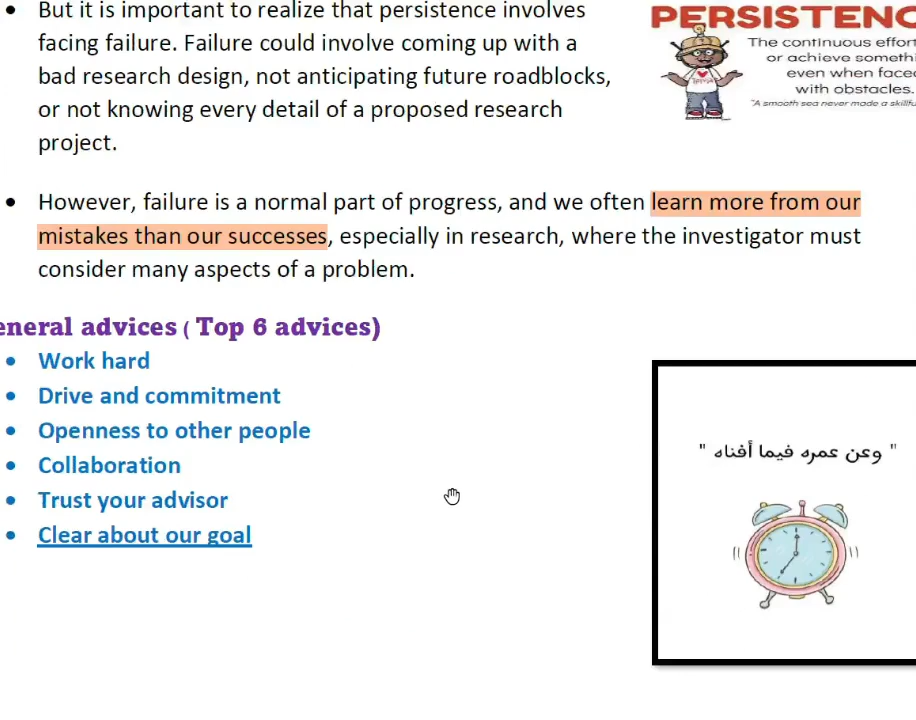 • But it is important to realize that persistence involves
facing failure. Failure could involve coming up with a
bad research design, not anticipating future roadblocks,
or not knowing every detail of a proposed research
project.
PERSISTENC
The continuous effort
or achieve somethi
even when face
with obstacles.
"A smooth sea never made a skillfu
• However, failure is a normal part of progress, and we often learn more from our
mistakes than our successes, especially in research, where the investigator must
consider many aspects of a problem.
eneral advices ( Top 6 advices)
• Work hard
• Drive and commitment
• Openness to other people
• Collaboration
• Trust your advisor
• Clear about our goal
" وعن عمره فيما أفناه "